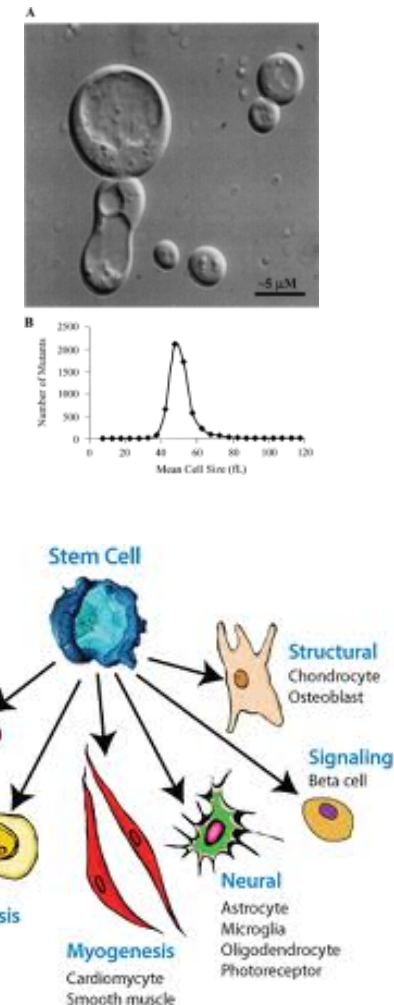 A
~5 µM
B
Number of Mutants
2500
2000
1500
1000
500
0
0 20 40 60 80 100 120
Mean Cell Size (fL)
Stem Cell
Structural
Chondrocyte
Osteoblast
Signaling
Beta cell
Neural
Astrocyte
Microglia
Oligodendrocyte
Photoreceptor
sis
Myogenesis
Cardiomycyte
Smooth muscle